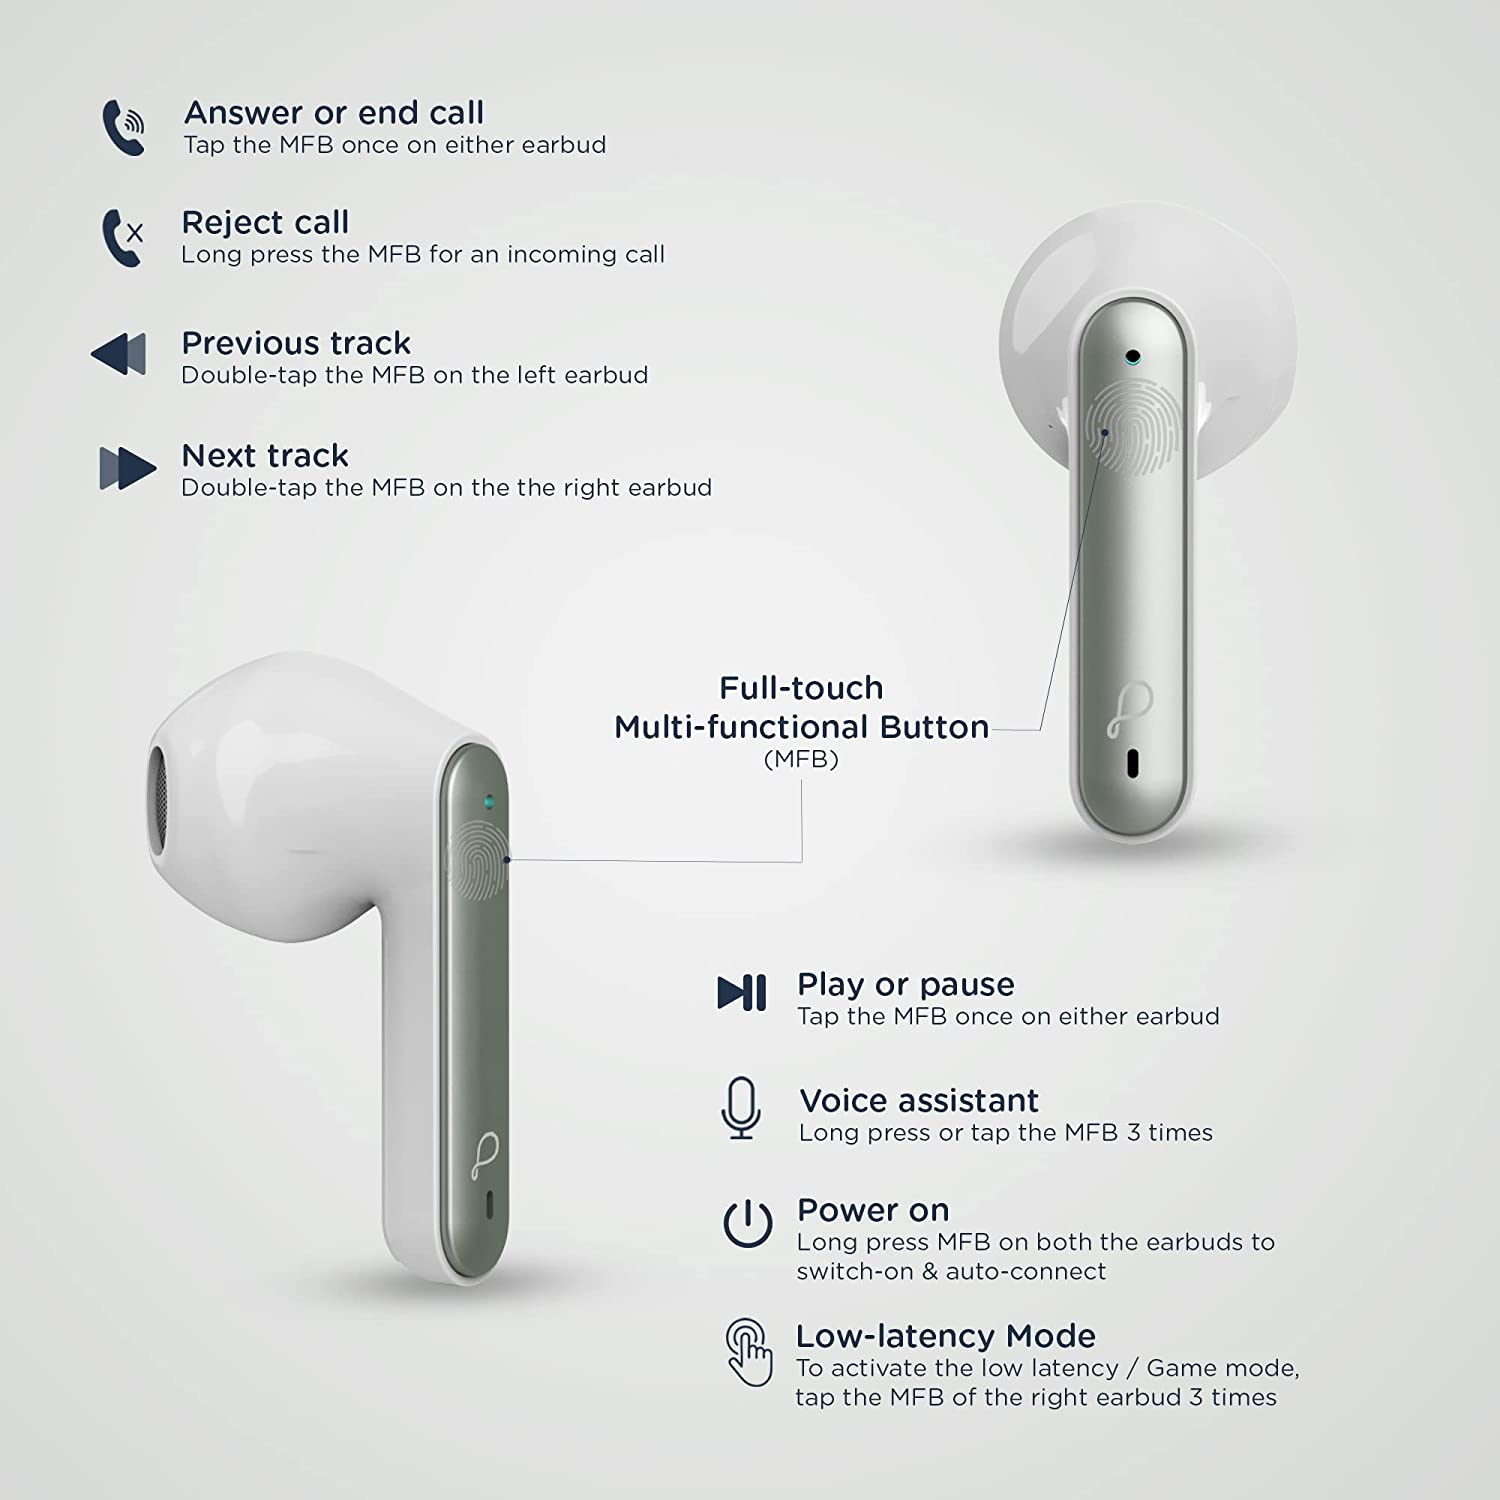 Answer or end call
Tap the MFB once on either earbud
Reject call
Long press the MFB for an incoming call
Previous track
Double-tap the MFB on the left earbud
Next track
Double-tap the MFB on the the right earbud
Full-touch
Multi-functional Button
(MFB)
Play or pause
Tap the MFB once on either earbud
Voice assistant
Long press or tap the MFB 3 times
Power on
Long press MFB on both the earbuds to
switch-on & auto-connect
Low-latency Mode
To activate the low latency / Game mode,
tap the MFB of the right earbud 3 times